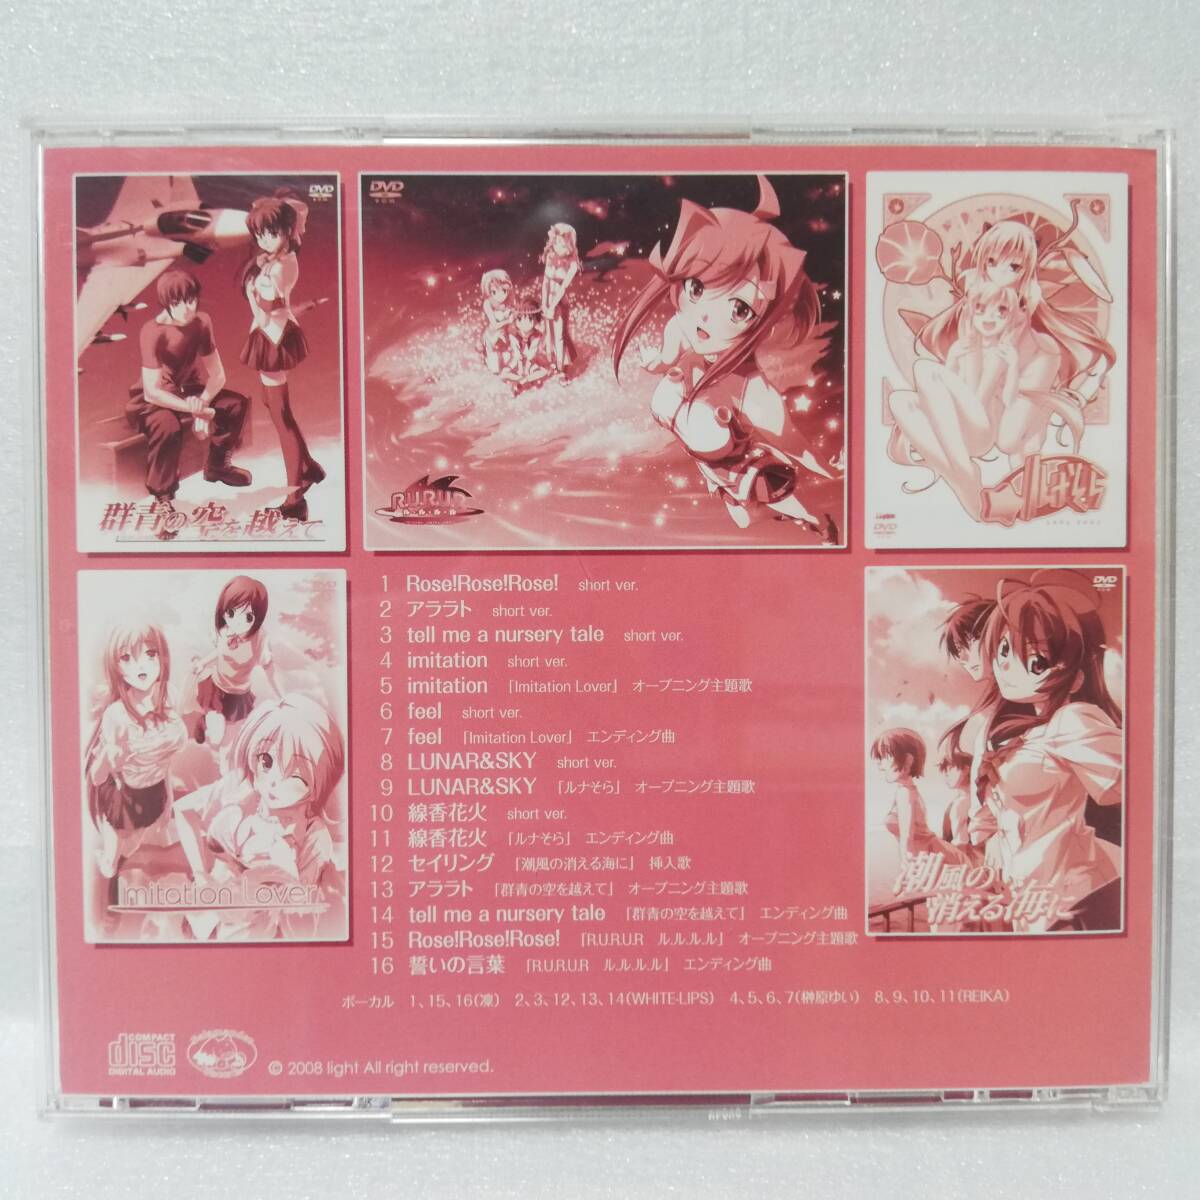 DVD
群青の空を越えて
DVD
R.U.R.U.R
ル・ル・ル・ル
DVD
ルナそら
DVD
Imitation Lover
DVD
潮風の
消える海に
1 Rose!Rose!Rose! short ver.
2 アララト short ver.
3 tell me a nursery tale short ver.
4 imitation short ver.
5 imitation 『Imitation Lover』 オープニング主題歌
6 feel short ver.
7 feel 『Imitation Lover』 エンディング曲
8 LUNAR&SKY short ver.
9 LUNAR&SKY 『ルナそら』 オープニング主題歌
10 線香花火 short ver.
11 線香花火 『ルナそら』 エンディング曲
12 セイリング 『潮風の消える海に』 挿入歌
13 アララト 『群青の空を越えて』 オープニング主題歌
14 tell me a nursery tale 『群青の空を越えて』 エンディング曲
15 Rose!Rose!Rose! 『R.U.R.U.R ル.ル.ル.ル』 オープニング主題歌
16 誓いの言葉 『R.U.R.U.R ル.ル.ル.ル』 エンディング曲
ボーカル 1、15、16(凛) 2、3、12、13、14(WHITE-LIPS) 4、5、6、7(榊原ゆい) 8、9、10、11(REIKA)
COMPACT
disc
DIGITAL AUDIO
© 2008 light All right reserved.